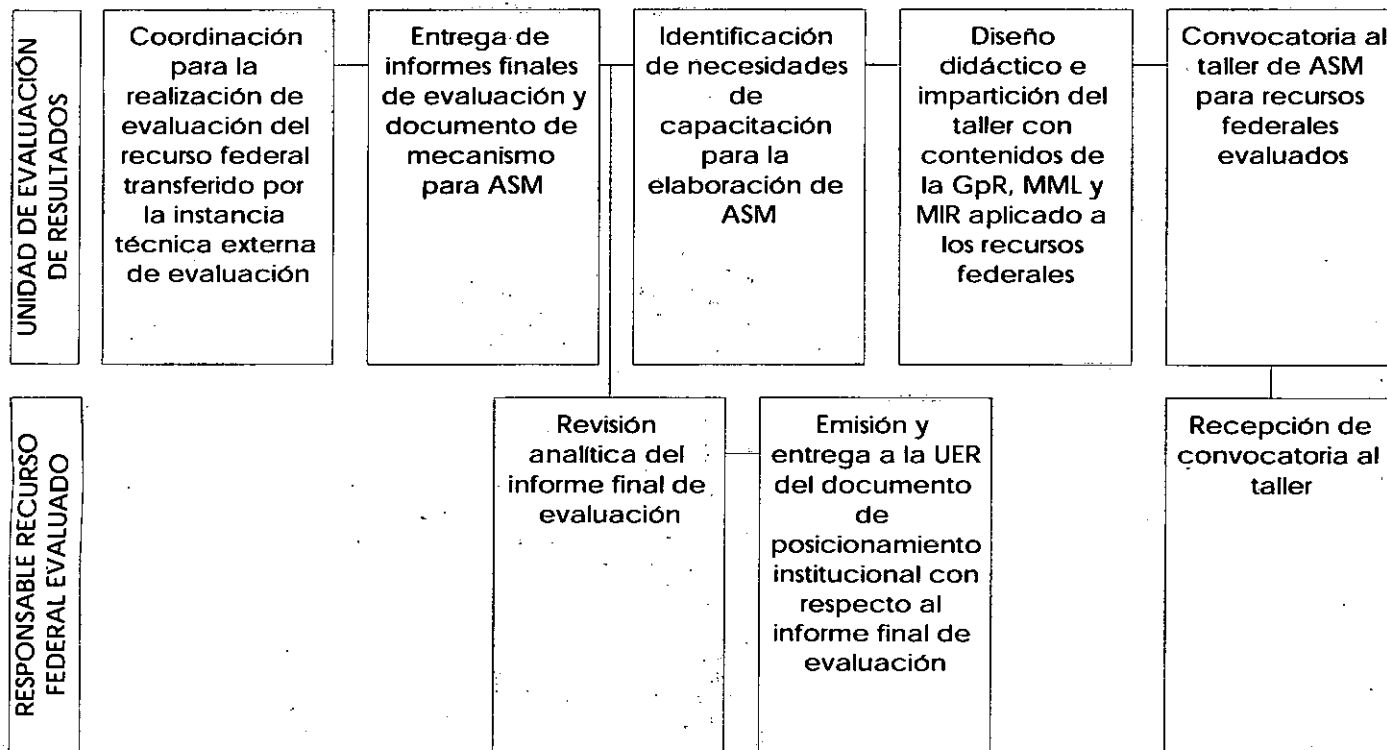 UNIDAD DE EVALUACIÓN
DE RESULTADOS
Coordinación
para la
realización de
evaluación del
recurso federal
transferido por
la instancia
técnica externa
de evaluación
Entrega de
informes finales
de evaluación y
documento de
mecanismo
para ASM
Identificación
de necesidades
de
capacitación
para la
elaboración de
ASM
Diseño
didáctico e
impartición del
taller con
contenidos de
la GpR, MML y
MIR aplicado a
los recursos
federales
Convocatoria al
taller de ASM
para recursos
federales
evaluados
RESPONSABLE RECURSO
FEDERAL EVALUADO
Revisión
analítica del
informe final de
evaluación
Emisión y
entrega a la UER
del documento
de
posicionamiento
institucional con
respecto al
informe final de
evaluación
Recepción de
convocatoria al
taller